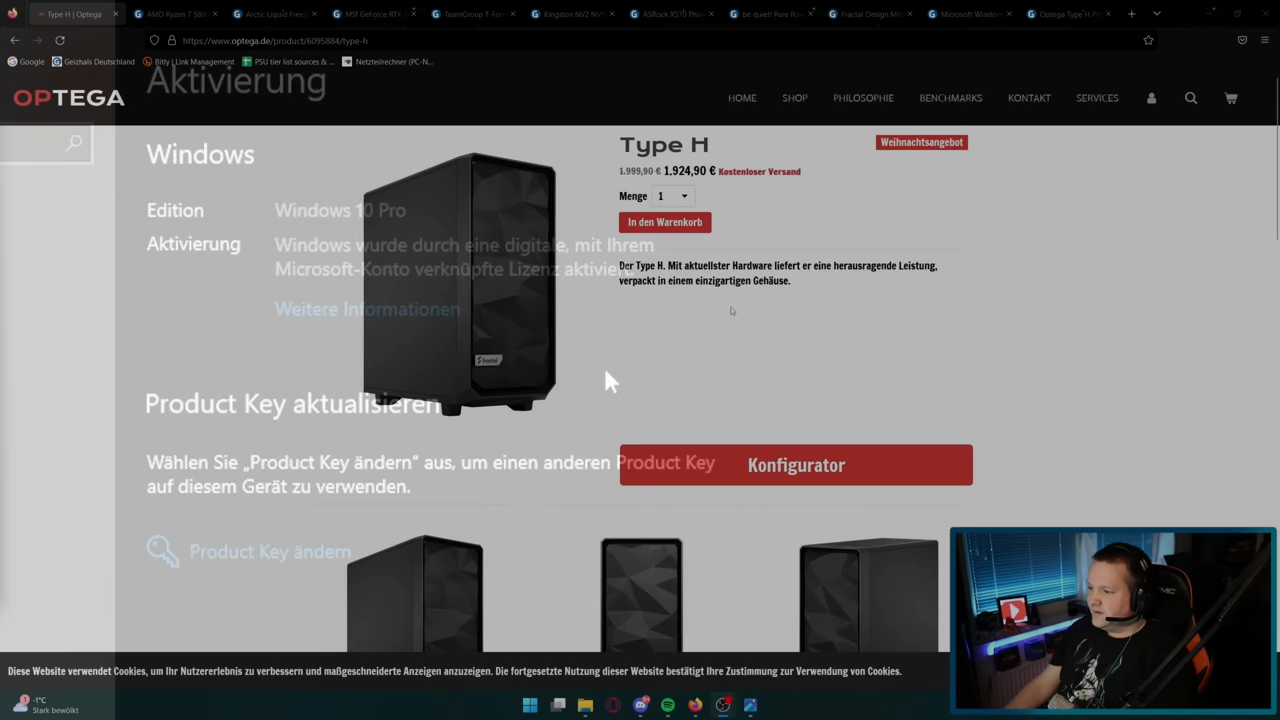 Type H | Optega
AMD Ryzen 7 58
Arctic Liquid Freez
MSI GeForce RTX
TeamGroup T-For
Kingston NV2 NV
ASRock X570 Phan
be quiet! Pure Pow
Fractal Design Me
Microsoft Window
Optega Type H Pr
https://www.optega.de/product/6095884/type-h
Google
Geizhals Deutschland
Bitly | Link Management
PSU tier list sources & ...
Netzteilrechner (PC-N...
Aktivierung
OPTEGA
HOME
SHOP
PHILOSOPHIE
BENCHMARKS
KONTAKT
SERVICES
Windows
Type H
Weihnachtsangebot
1.999,90 € 1.924,90 € Kostenloser Versand
Menge 1
Edition Windows 10 Pro
In den Warenkorb
Aktivierung Windows wurde durch eine digitale, mit Ihrem
Microsoft-Konto verknüpfte Lizenz aktiviert.
Der Type H. Mit aktuellster Hardware liefert er eine herausragende Leistung,
verpackt in einem einzigartigen Gehäuse.
Weitere Informationen
Fractal
Product Key aktualisieren
Wählen Sie „Product Key ändern“ aus, um einen anderen Product Key
auf diesem Gerät zu verwenden.
Konfigurator
Product Key ändern
Diese Website verwendet Cookies, um Ihr Nutzererlebnis zu verbessern und maßgeschneiderte Anzeigen anzuzeigen. Die fortgesetzte Nutzung dieser Website bestätigt Ihre Zustimmung zur Verwendung von Cookies.
1
-1°C
Stark bewölkt